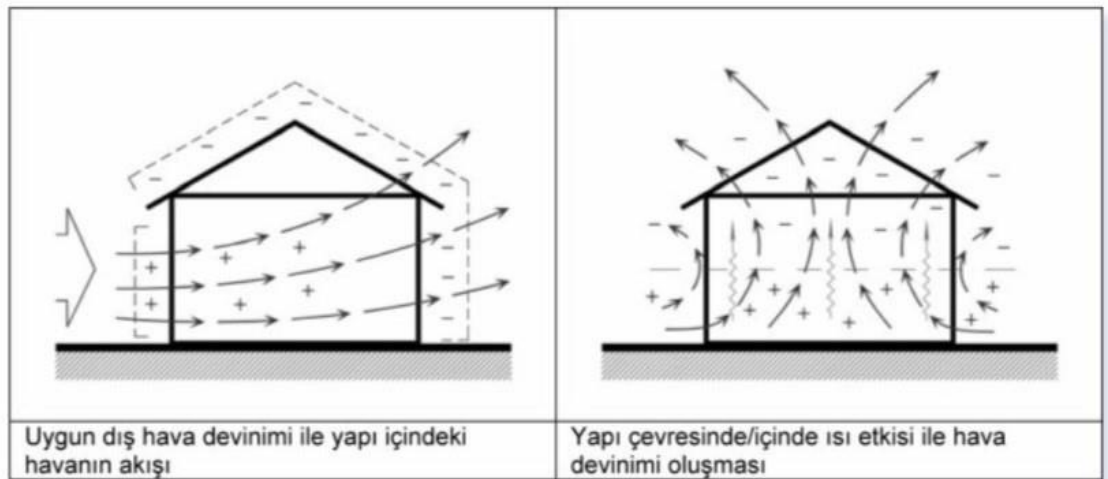 Uygun dış hava devinimi ile yapı içindeki
havanın akışı
Yapı çevresinde/içinde ısı etkisi ile hava
devinimi oluşması